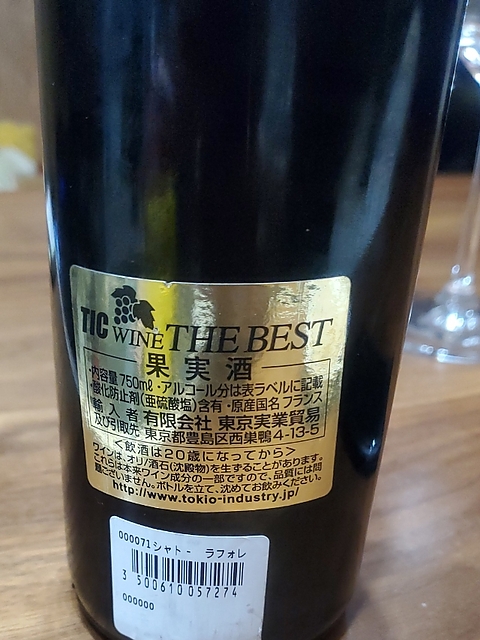 TIC WINE THE BEST
果実酒
・内容量750ml・アルコール分は表ラベルに記載
・酸化防止剤(亜硫酸塩)含有・原産国名 フランス
輸入者 有限会社 東京実業貿易
及び引取先 東京都豊島区西巣鴨4-13-5
<飲酒は20歳になってから>
ワインは、オリ/酒石(沈殿物)を生ずることがあります。
これらは本来ワイン成分の一部ですので、品質には問
題ございません。ボトルを立て、沈めてお飲みください。
http://www.tokio-industry.jp/
000071シャト- ラフォレ
3 500610057274
000000